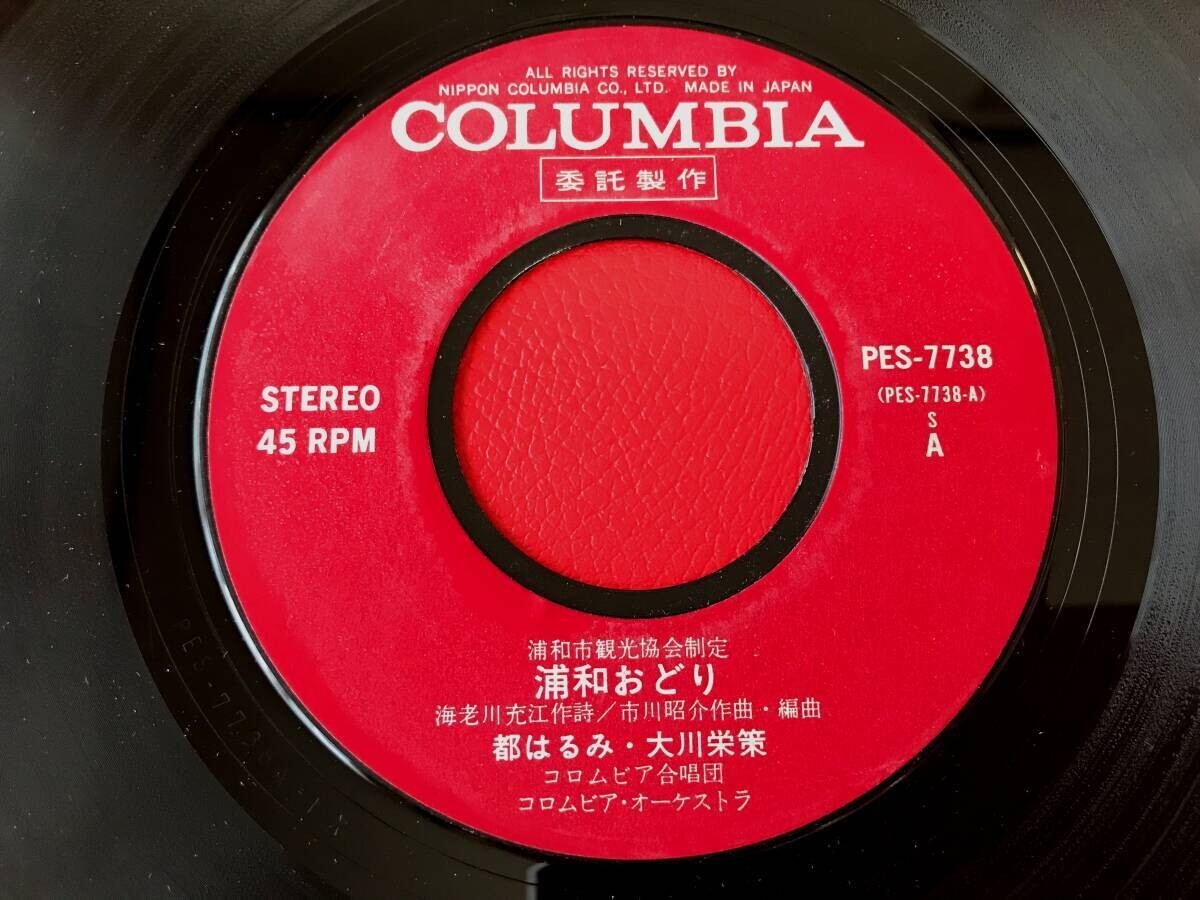 ALL RIGHTS RESERVED BY
NIPPON COLUMBIA CO., LTD. MADE IN JAPAN
COLUMBIA
委託製作
STEREO
45 RPM
PES-7738
(PES-7738-A)
S
A
浦和市観光協会制定
浦和おどり
海老川充江作詩/市川昭介作曲・編曲
都はるみ・大川栄策
コロムビア合唱団
コロムビア・オーケストラ
PES-7738A